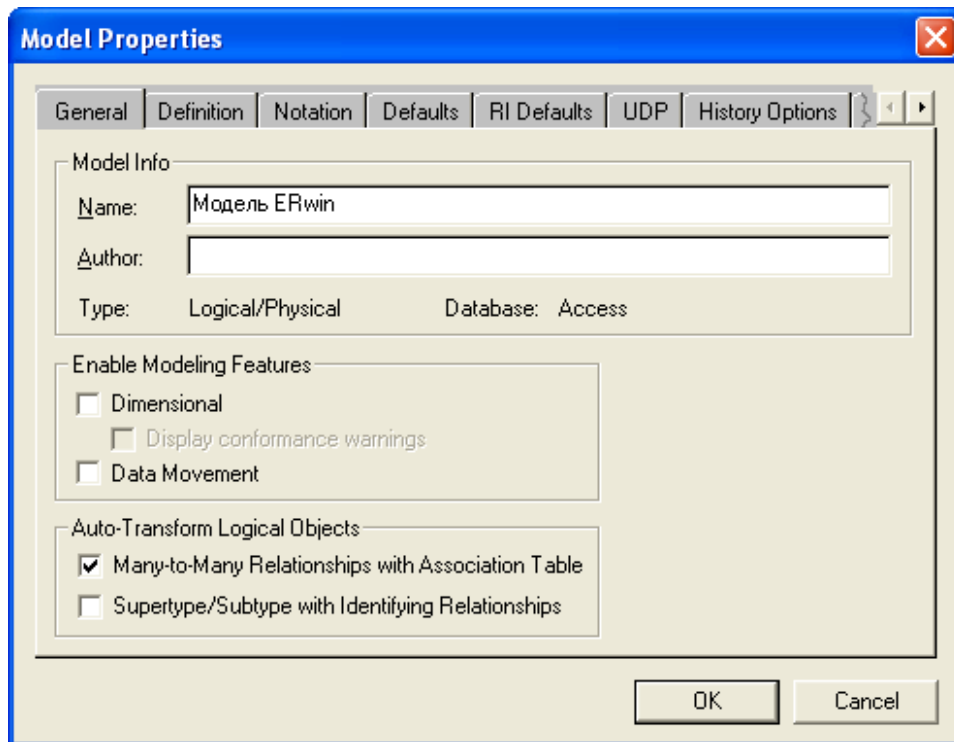 Model Properties
General Definition Notation Defaults RI Defaults UDP History Options
Model Info
Name: Модель ERwin
Author:
Type: Logical/Physical Database: Access
Enable Modeling Features
Dimensional
Display conformance warnings
Data Movement
Auto-Transform Logical Objects
Many-to-Many Relationships with Association Table
Supertype/Subtype with Identifying Relationships
OK Cancel